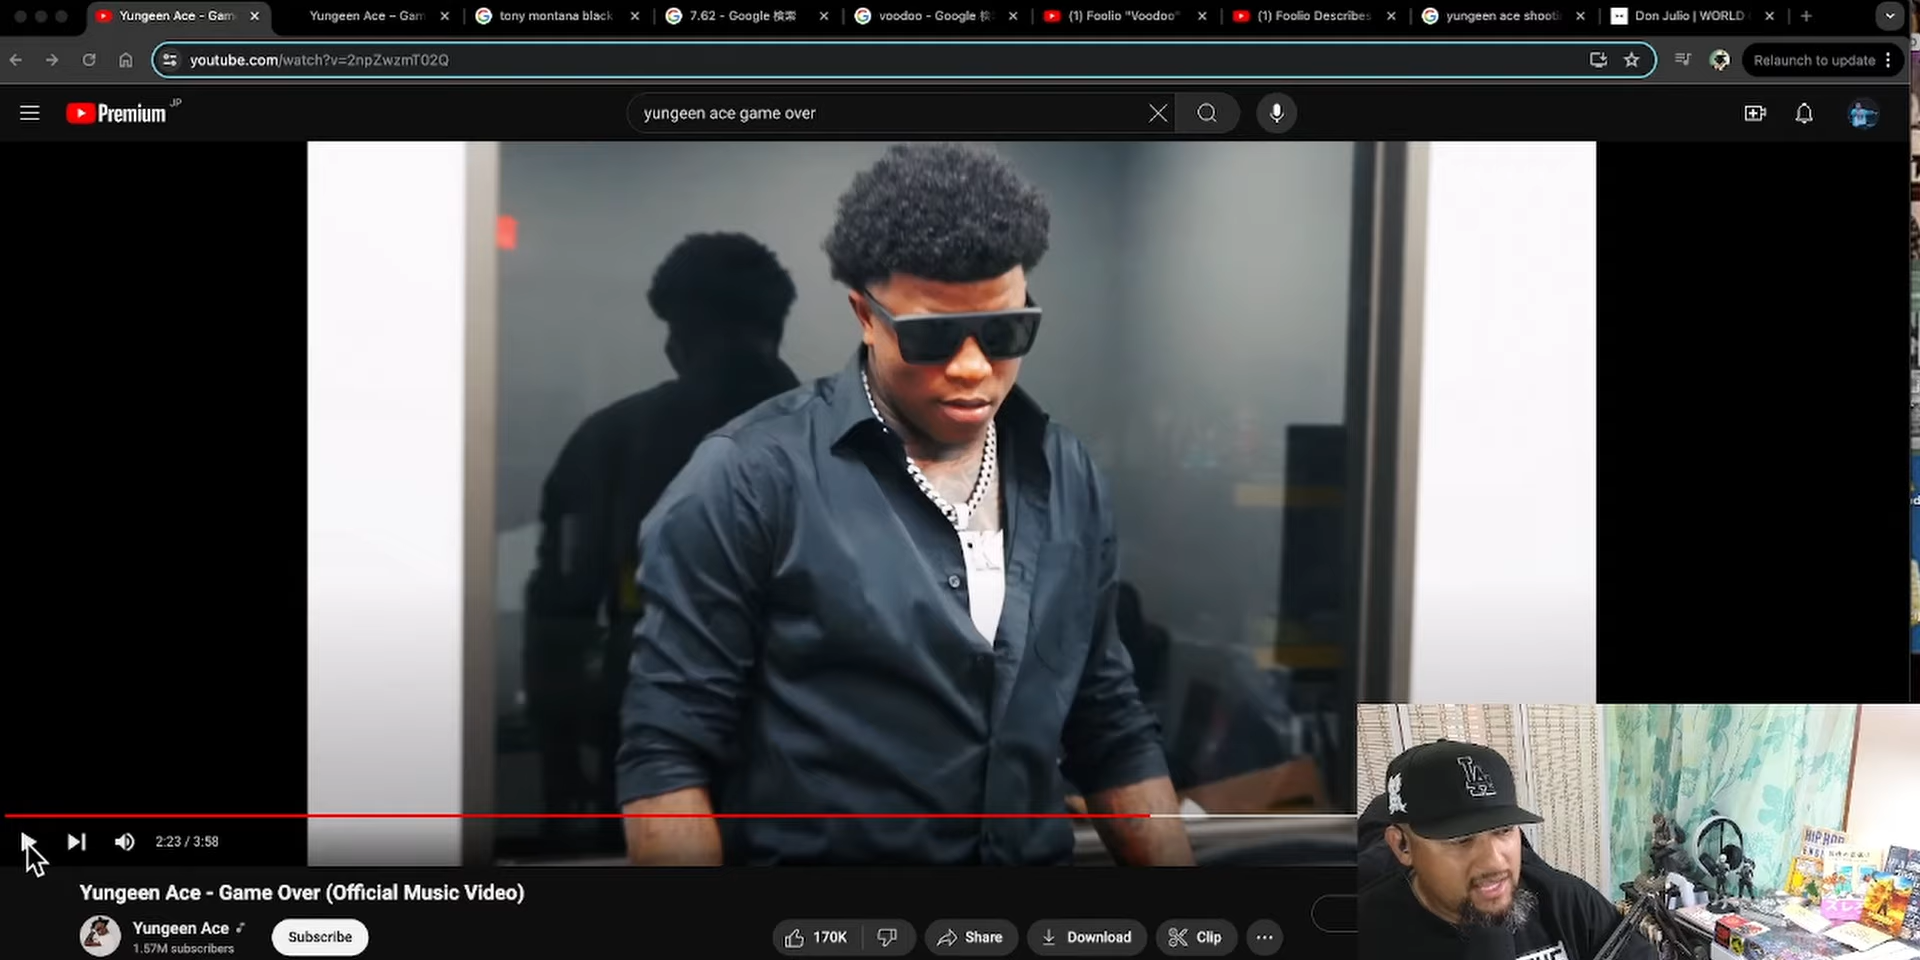 Yungeen Ace - Gam
Yungeen Ace – Gam
tony montana black
7.62 - Google 検索
voodoo - Google 検
(1) Foolio "Voodoo"
(1) Foolio Describes
yungeen ace shooti
Don Julio | WORLD
youtube.com/watch?v=2npZwzmT02Q
Relaunch to update
Premium JP
yungeen ace game over
2:23 / 3:58
Yungeen Ace - Game Over (Official Music Video)
Yungeen Ace
1.57M subscribers
Subscribe
170K
Share
Download
Clip
LA
HIP HOP